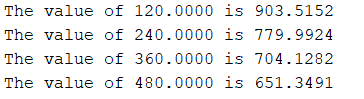 The value of 120.0000 is 903.5152
The value of 240.0000 is 779.9924
The value of 360.0000 is 704.1282
The value of 480.0000 is 651.3491